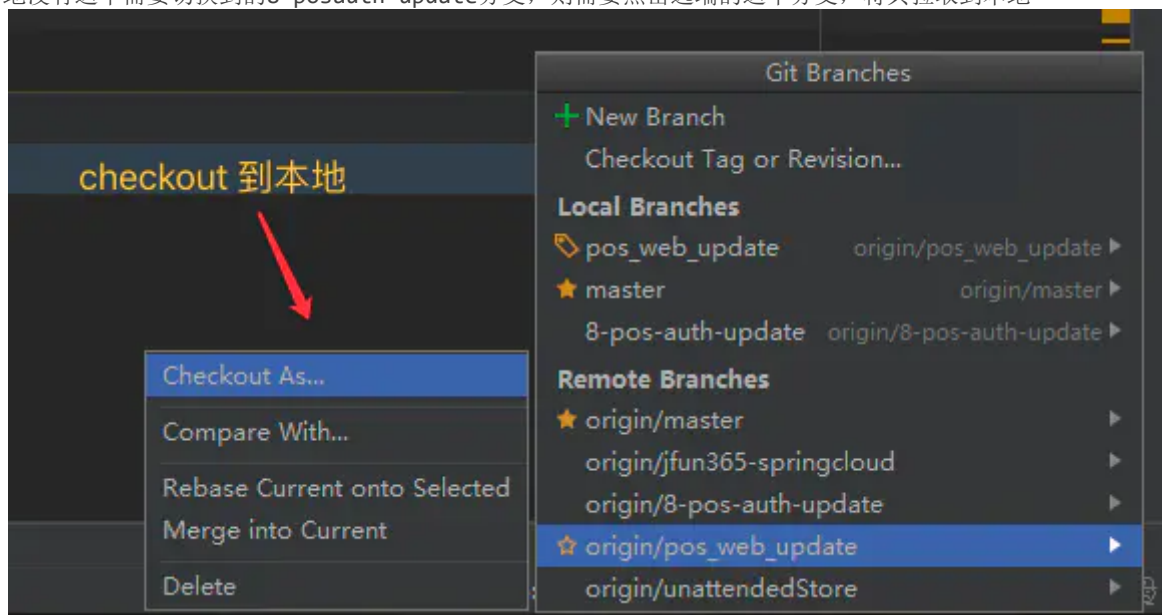 checkout 到本地
Checkout As...
Compare With...
Rebase Current onto Selected
Merge into Current
Delete
Git Branches
New Branch
Checkout Tag or Revision...
Local Branches
pos_web_update origin/pos_web_update
master origin/master
8-pos-auth-update origin/8-pos-auth-update
Remote Branches
origin/master
origin/jfun365-springcloud
origin/8-pos-auth-update
origin/pos_web_update
origin/unattendedStore